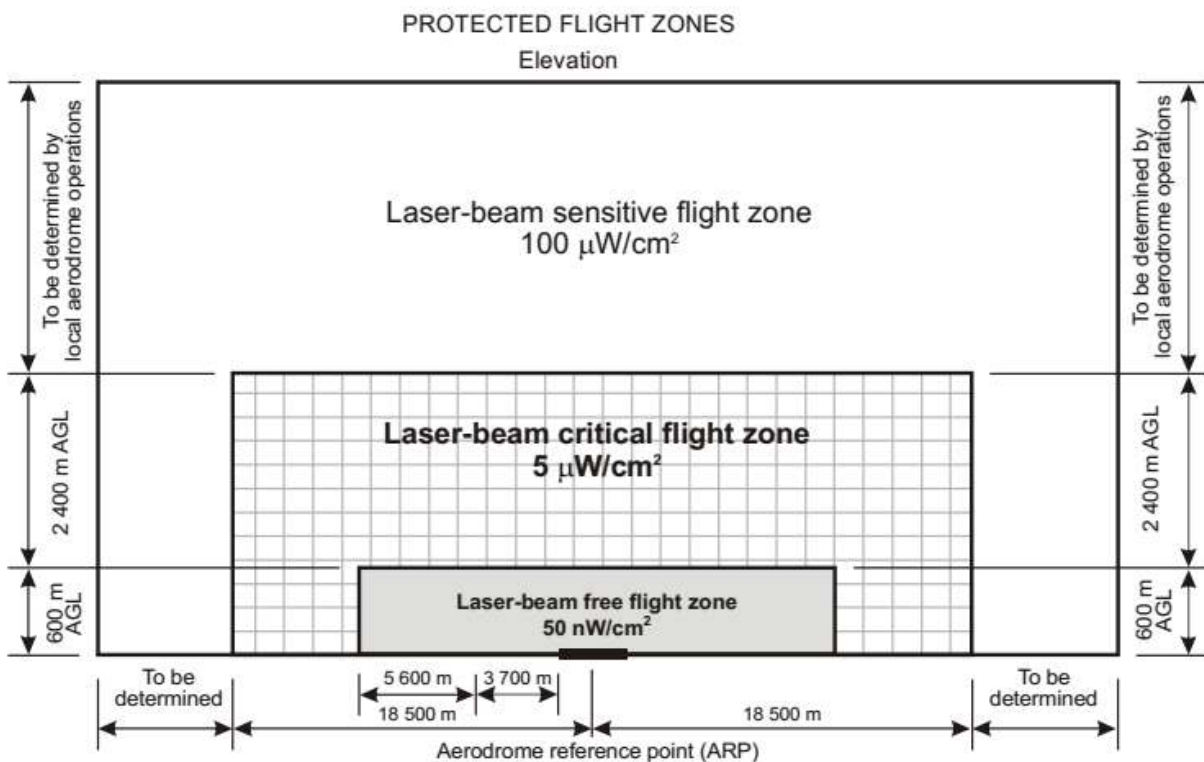 PROTECTED FLIGHT ZONES
Elevation
To be determined by
local aerodrome operations
To be determined by
local aerodrome operations
Laser-beam sensitive flight zone
100 μW/cm²
2 400 m AGL
2 400 m AGL
Laser-beam critical flight zone
5 μW/cm²
600 m
AGL
600 m
AGL
Laser-beam free flight zone
50 nW/cm²
To be
determined
5 600 m
3 700 m
To be
determined
18 500 m
18 500 m
Aerodrome reference point (ARP)